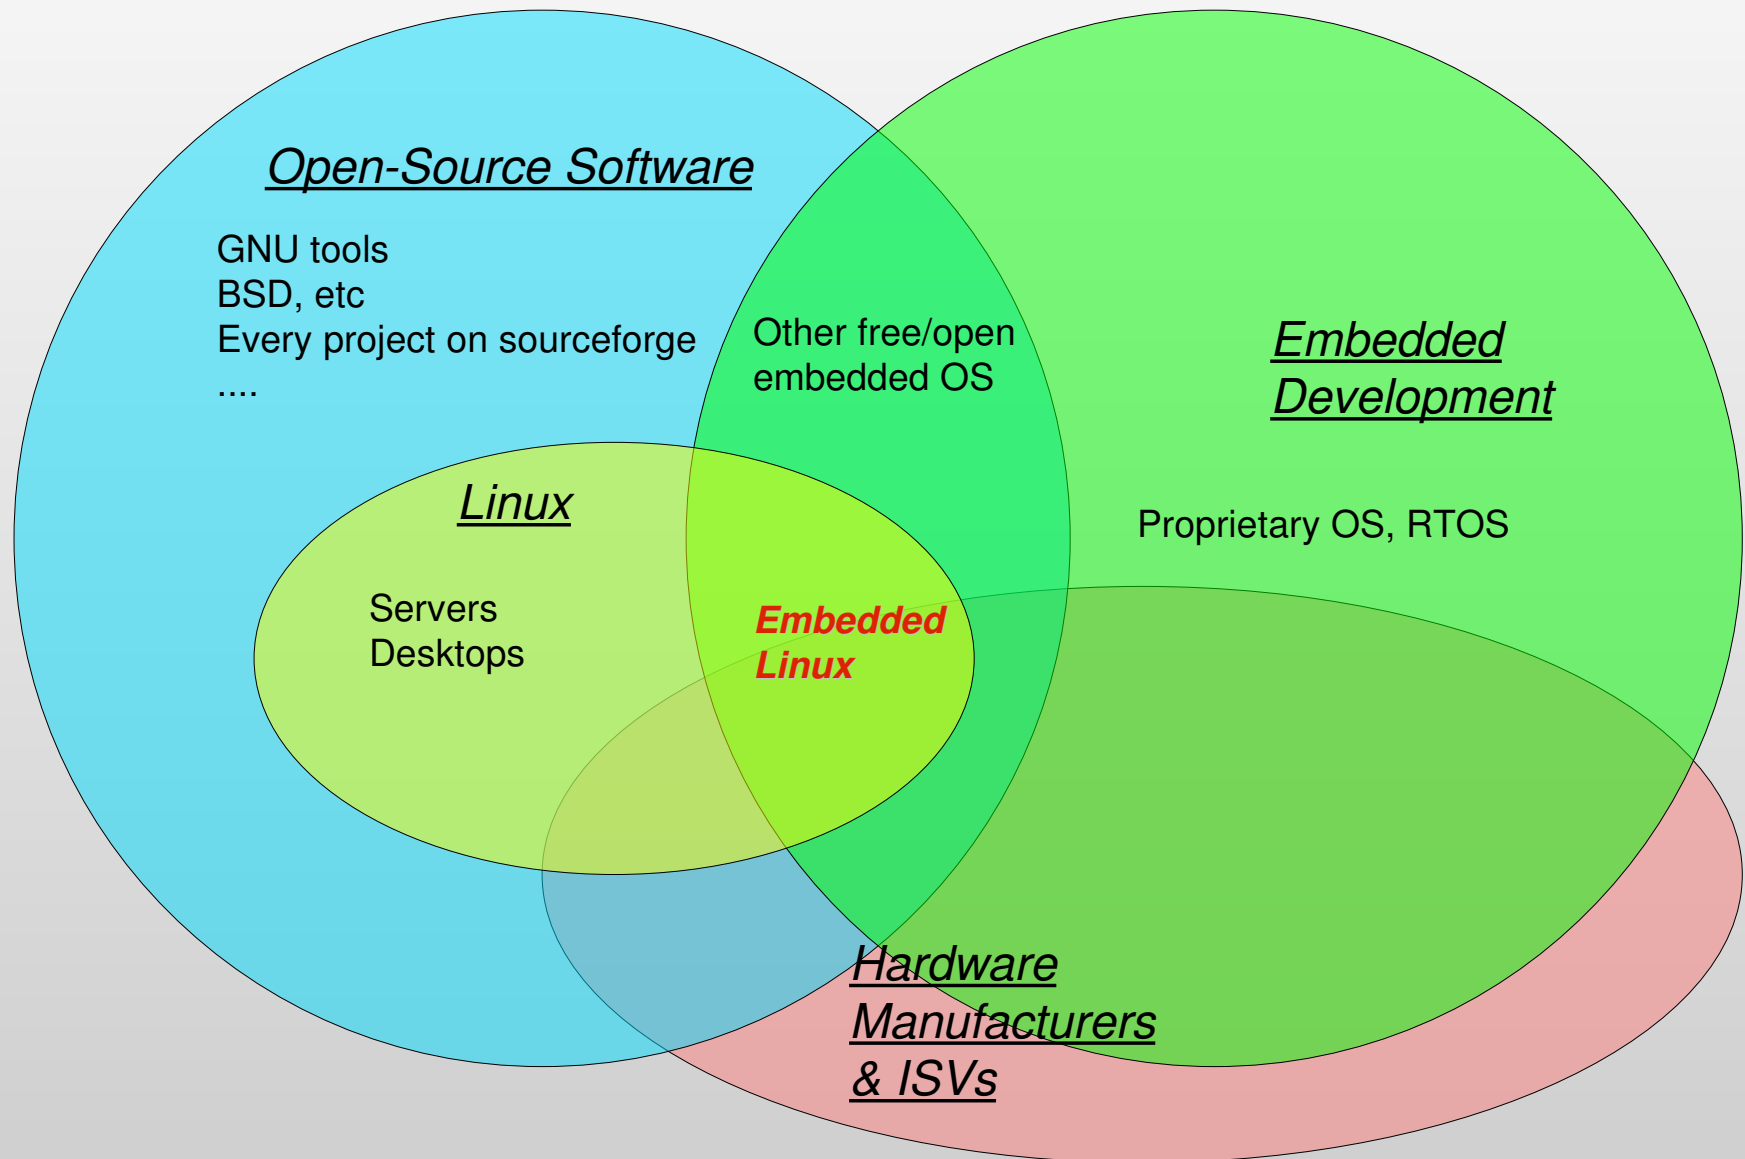 Open-Source Software
GNU tools
BSD, etc
Every project on sourceforge
....
Other free/open
embedded OS
Embedded
Development
Proprietary OS, RTOS
Linux
Servers
Desktops
Embedded
Linux
Hardware
Manufacturers
& ISVs